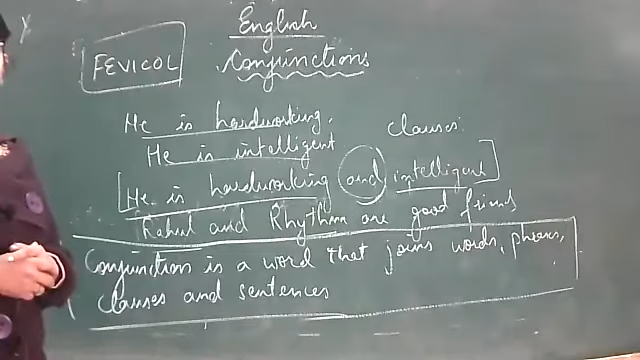 English
FEVICOL
Conjunctions
He is hardworking.
clauses:
He is intelligent
[He is hardworking and intelligent]
Rahul and Rhythm are good friends
Conjunction is a word that joins words, phrases,
clauses and sentences